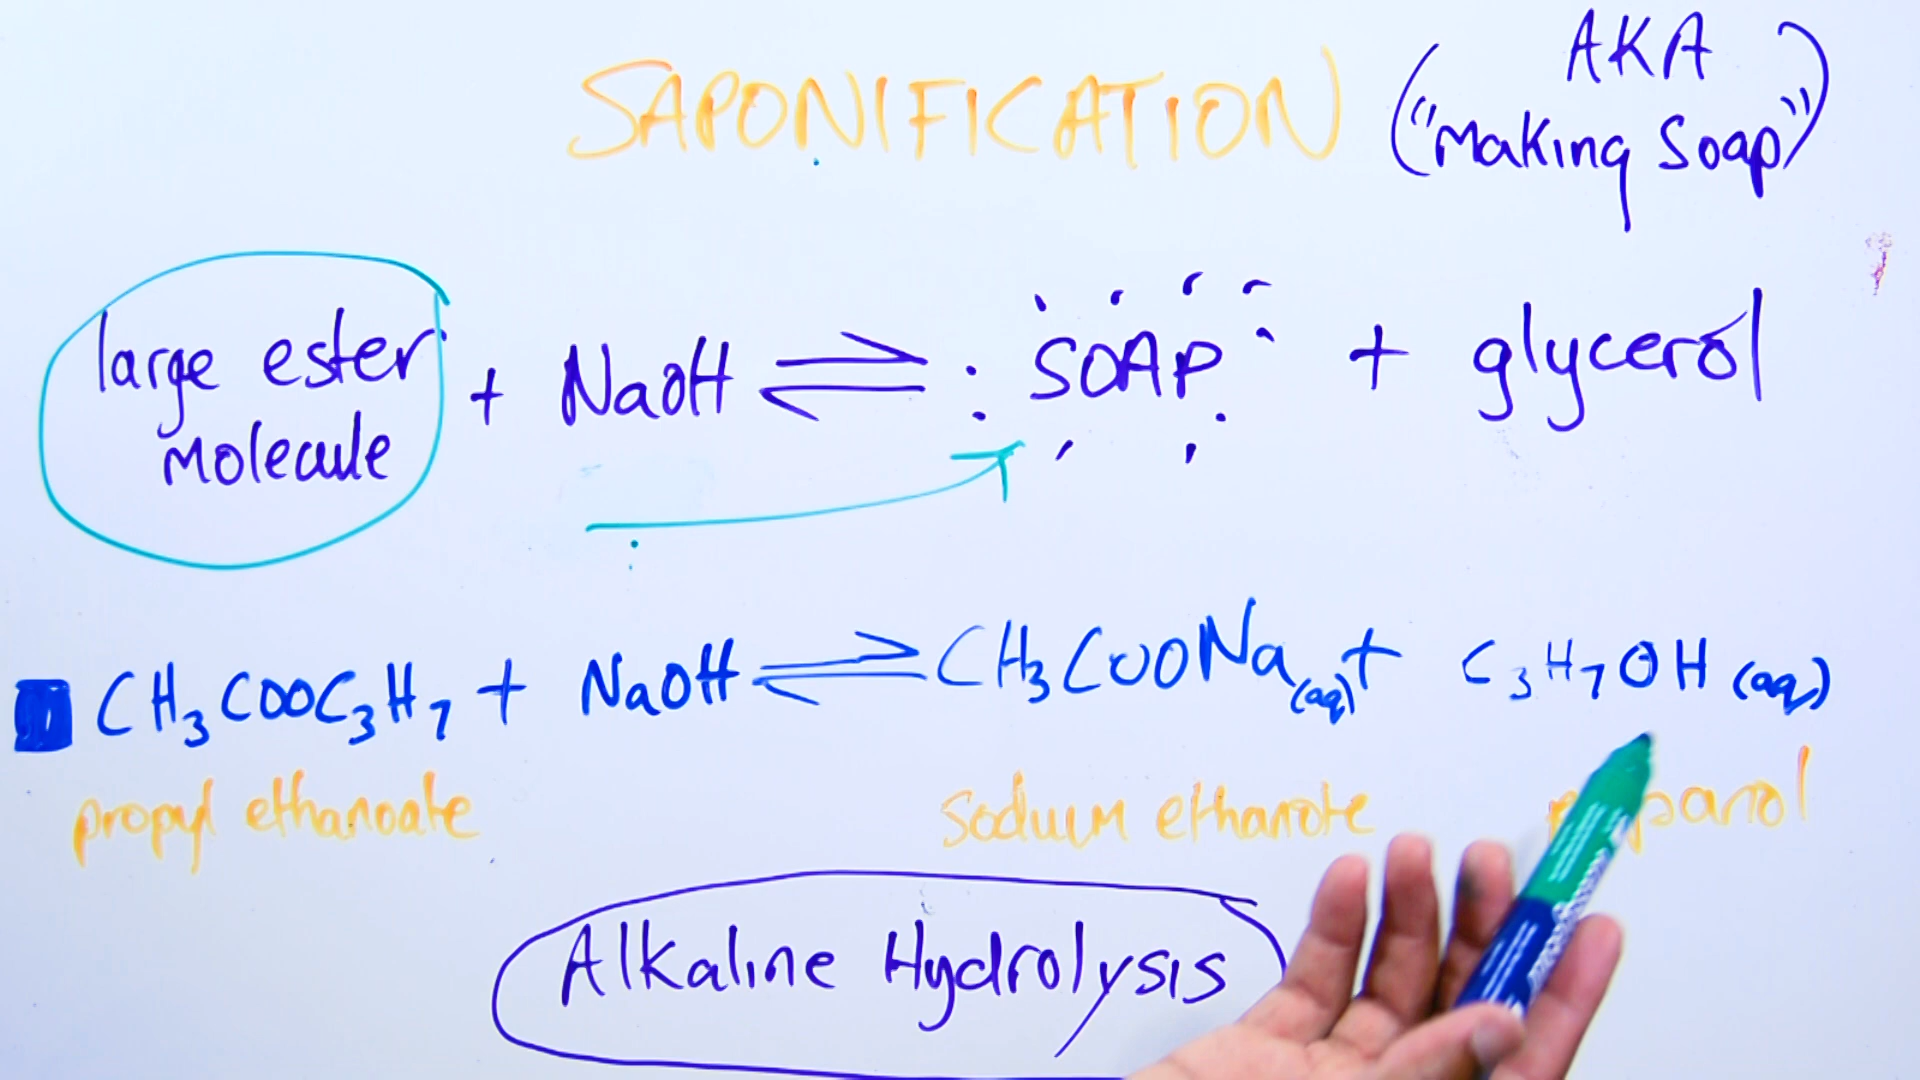 SAPONIFICATION
(AKA
"Making Soap")
large ester
molecule
+ NaOH ⇌ SOAP + glycerol
CH₃COOC₃H₇ + NaOH ⇌ CH₃COONa(aq) + C₃H₇OH (aq)
propyl ethanoate
sodium ethanote
Alkaline Hydrolysis